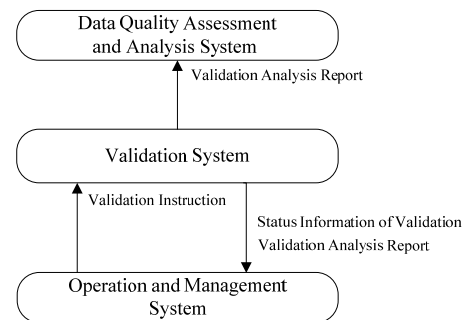 Data Quality Assessment
and Analysis System
Validation Analysis Report
Validation System
Validation Instruction
Status Information of Validation
Validation Analysis Report
Operation and Management
System